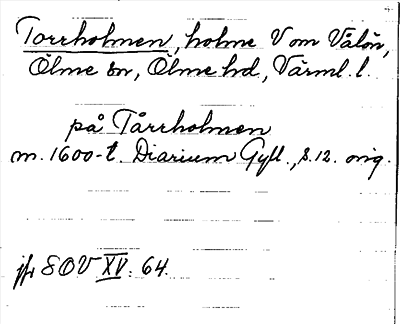 Torrholmen, holme V om Vålön,
Ölme sn, Ölme hd, Värml. l.
på Tårrholmen
m. 1600-t. Diarium Gyll., s. 12. orig.
jfr SOV XV: 64.